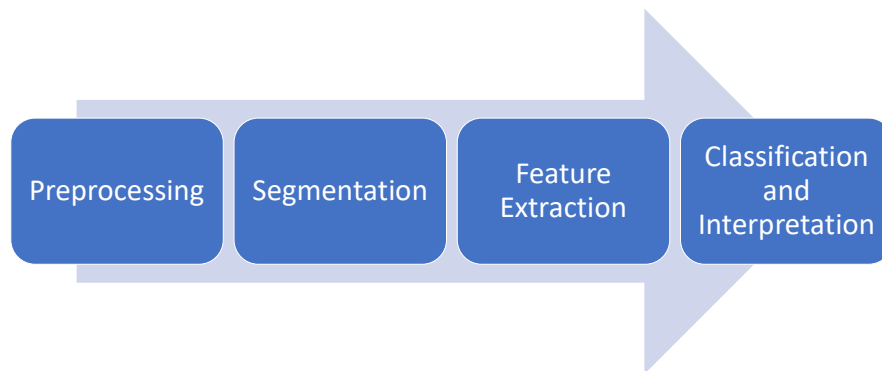 Preprocessing
Segmentation
Feature
Extraction
Classification
and
Interpretation